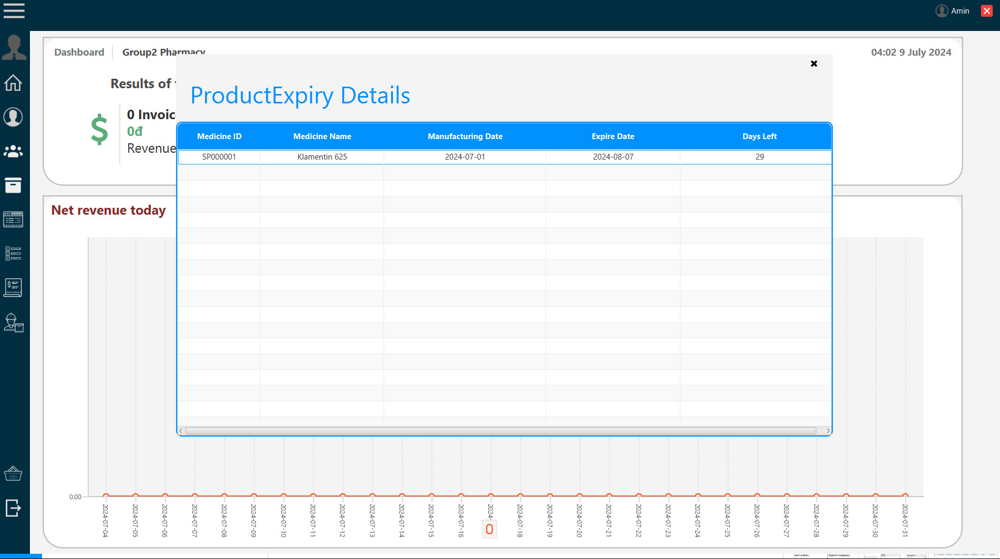 Amin
Dashboard
Group2 Pharmacy
04:02 9 July 2024
Results of
0 Invoic
0đ
Revenue
ProductExpiry Details
Medicine ID Medicine Name Manufacturing Date Expire Date Days Left
SP000001 Klamentin 625 2024-07-01 2024-08-07 29
Net revenue today
0.00
2024-07-04
2024-07-05
2024-07-06
2024-07-07
2024-07-08
2024-07-09
2024-07-10
2024-07-11
2024-07-12
2024-07-13
2024-07-14
2024-07-15
2024-07-16
2024-
0
2024-07-18
2024-07-19
2024-07-20
2024-07-21
2024-07-22
2024-07-23
2024-07-24
2024-07-25
2024-07-26
2024-07-27
2024-07-28
2024-07-29
2024-07-30
2024-07-31